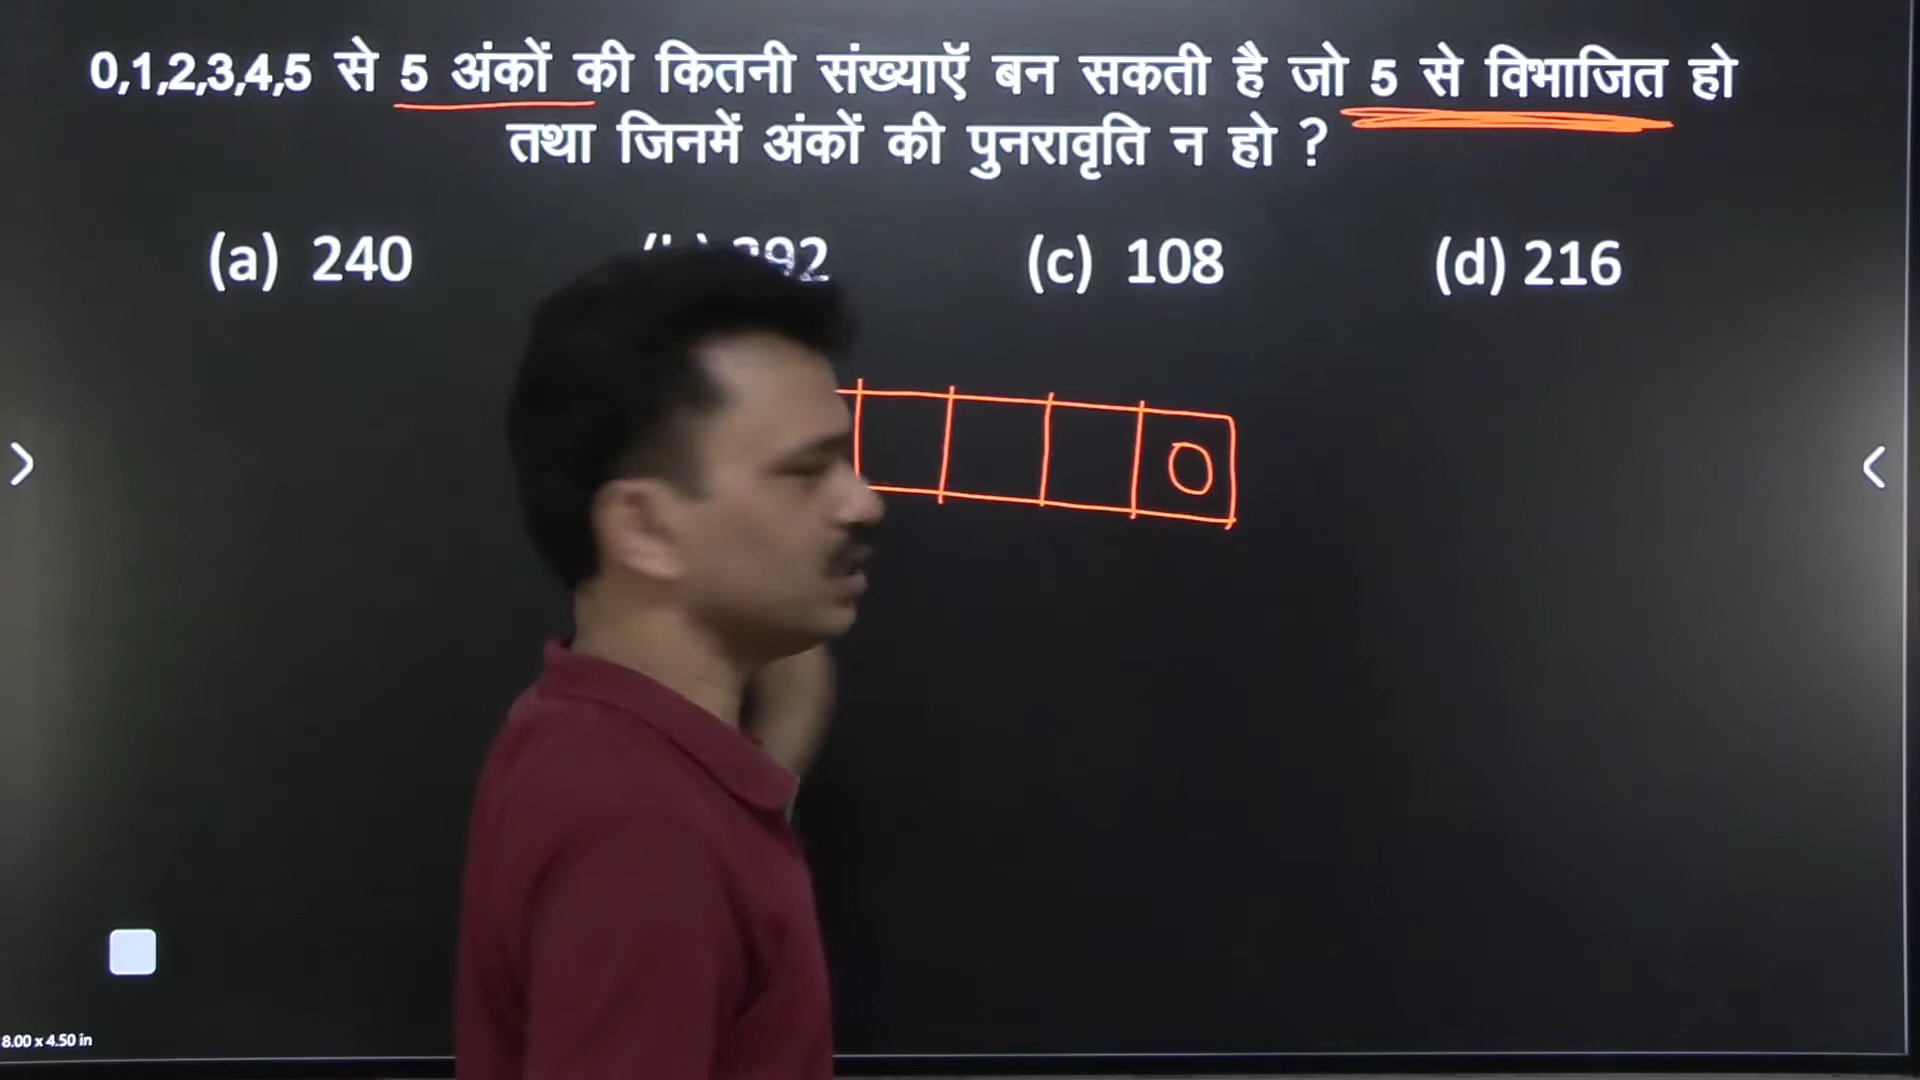 0,1,2,3,4,5 से 5 अंकों की कितनी संख्याऍ बन सकती है जो 5 से विभाजित हो
तथा जिनमें अंकों की पुनरावृति न हो ?
(a) 240 (c) 108 (d) 216
0
8.00 x 4.50 in